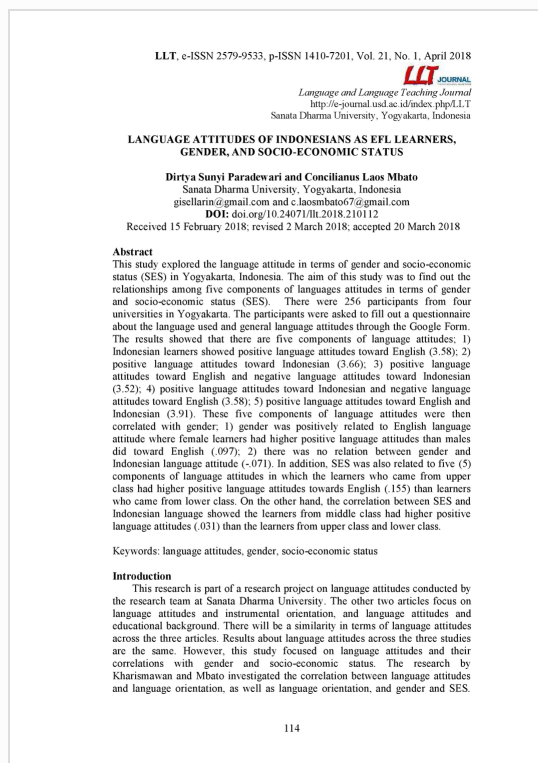 LLT, e-ISSN 2579-9533, p-ISSN 1410-7201, Vol. 21, No. 1, April 2018
LLT JOURNAL
Language and Language Teaching Journal
http://e-journal.usd.ac.id/index.php/LLT
Sanata Dharma University, Yogyakarta, Indonesia
LANGUAGE ATTITUDES OF INDONESIANS AS EFL LEARNERS,
GENDER, AND SOCIO-ECONOMIC STATUS
Dirtya Sunyi Paradewari and Concilianus Laos Mbato
Sanata Dharma University, Yogyakarta, Indonesia
gisellarin@gmail.com and c.laosmbato67@gmail.com
DOI: doi.org/10.24071/llt.2018.210112
Received 15 February 2018; revised 2 March 2018; accepted 20 March 2018
Abstract
This study explored the language attitude in terms of gender and socio-economic
status (SES) in Yogyakarta, Indonesia. The aim of this study was to find out the
relationships among five components of languages attitudes in terms of gender
and socio-economic status (SES). There were 256 participants from four
universities in Yogyakarta. The participants were asked to fill out a questionnaire
about the language used and general language attitudes through the Google Form.
The results showed that there are five components of language attitudes; 1)
Indonesian learners showed positive language attitudes toward English (3.58); 2)
positive language attitudes toward Indonesian (3.66); 3) positive language
attitudes toward English and negative language attitudes toward Indonesian
(3.52); 4) positive language attitudes toward Indonesian and negative language
attitudes toward English (3.58); 5) positive language attitudes toward English and
Indonesian (3.91). These five components of language attitudes were then
correlated with gender; 1) gender was positively related to English language
attitude where female learners had higher positive language attitudes than males
did toward English (.097); 2) there was no relation between gender and
Indonesian language attitude (-.071). In addition, SES was also related to five (5)
components of language attitudes in which the learners who came from upper
class had higher positive language attitudes towards English (.155) than learners
who came from lower class. On the other hand, the correlation between SES and
Indonesian language showed the learners from middle class had higher positive
language attitudes (.031) than the learners from upper class and lower class.
Keywords: language attitudes, gender, socio-economic status
Introduction
This research is part of a research project on language attitudes conducted by
the research team at Sanata Dharma University. The other two articles focus on
language attitudes and instrumental orientation, and language attitudes and
educational background. There will be a similarity in terms of language attitudes
across the three articles. Results about language attitudes across the three studies
are the same. However, this study focused on language attitudes and their
correlations with gender and socio-economic status. The research by
Kharismawan and Mbato investigated the correlation between language attitudes
and language orientation, as well as language orientation, and gender and SES.
114